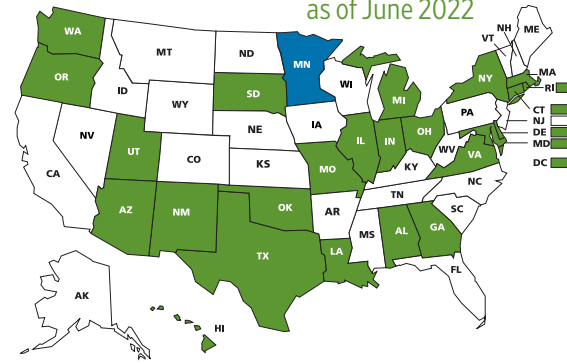 as of June 2022
WA
MT
ND
MN
VT
NH
ME
OR
ID
SD
WI
MI
NY
MA
RI
WY
CT
NV
NE
IA
PA
NJ
DE
UT
CO
IL
IN
OH
WV
MD
CA
KS
MO
KY
VA
DC
AZ
NM
OK
AR
TN
NC
SC
TX
LA
MS
AL
GA
FL
AK
HI